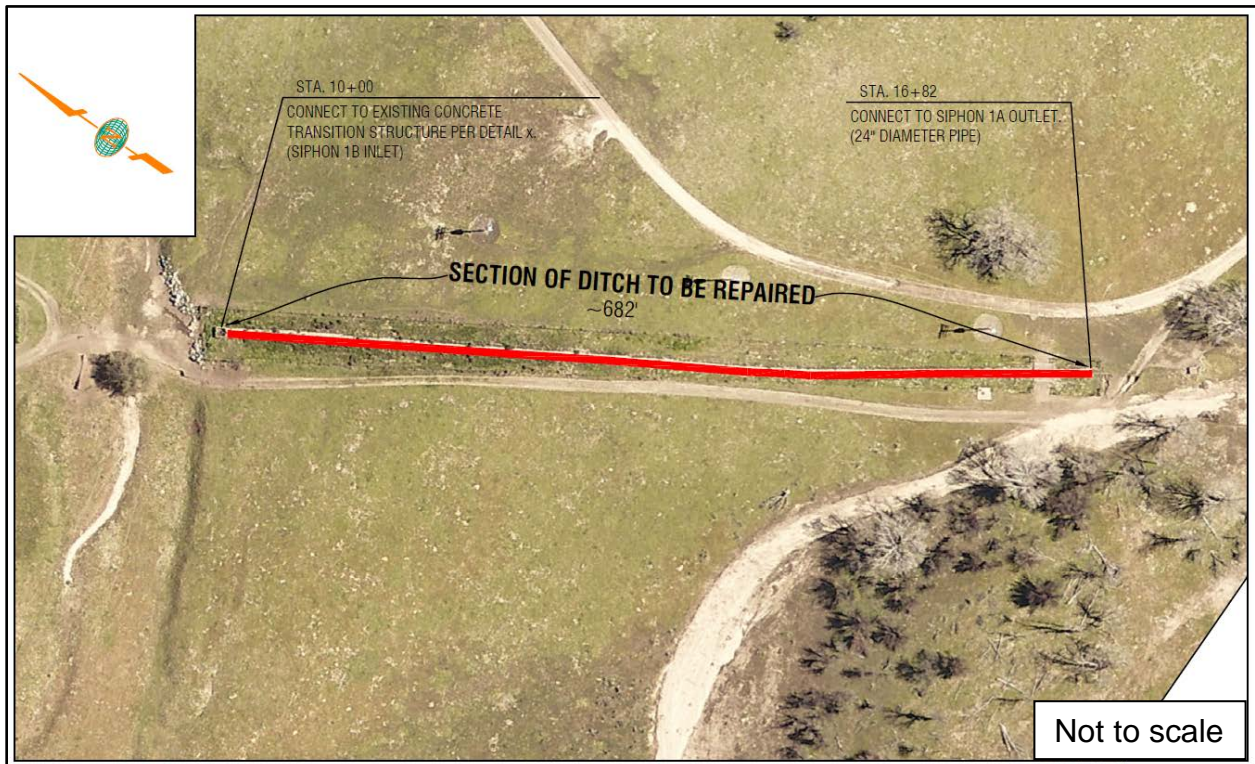 STA. 10+00
CONNECT TO EXISTING CONCRETE
TRANSITION STRUCTURE PER DETAIL x.
(SIPHON 1B INLET)
STA. 16+82
CONNECT TO SIPHON 1A OUTLET.
(24" DIAMETER PIPE)
SECTION OF DITCH TO BE REPAIRED
~682'
Not to scale